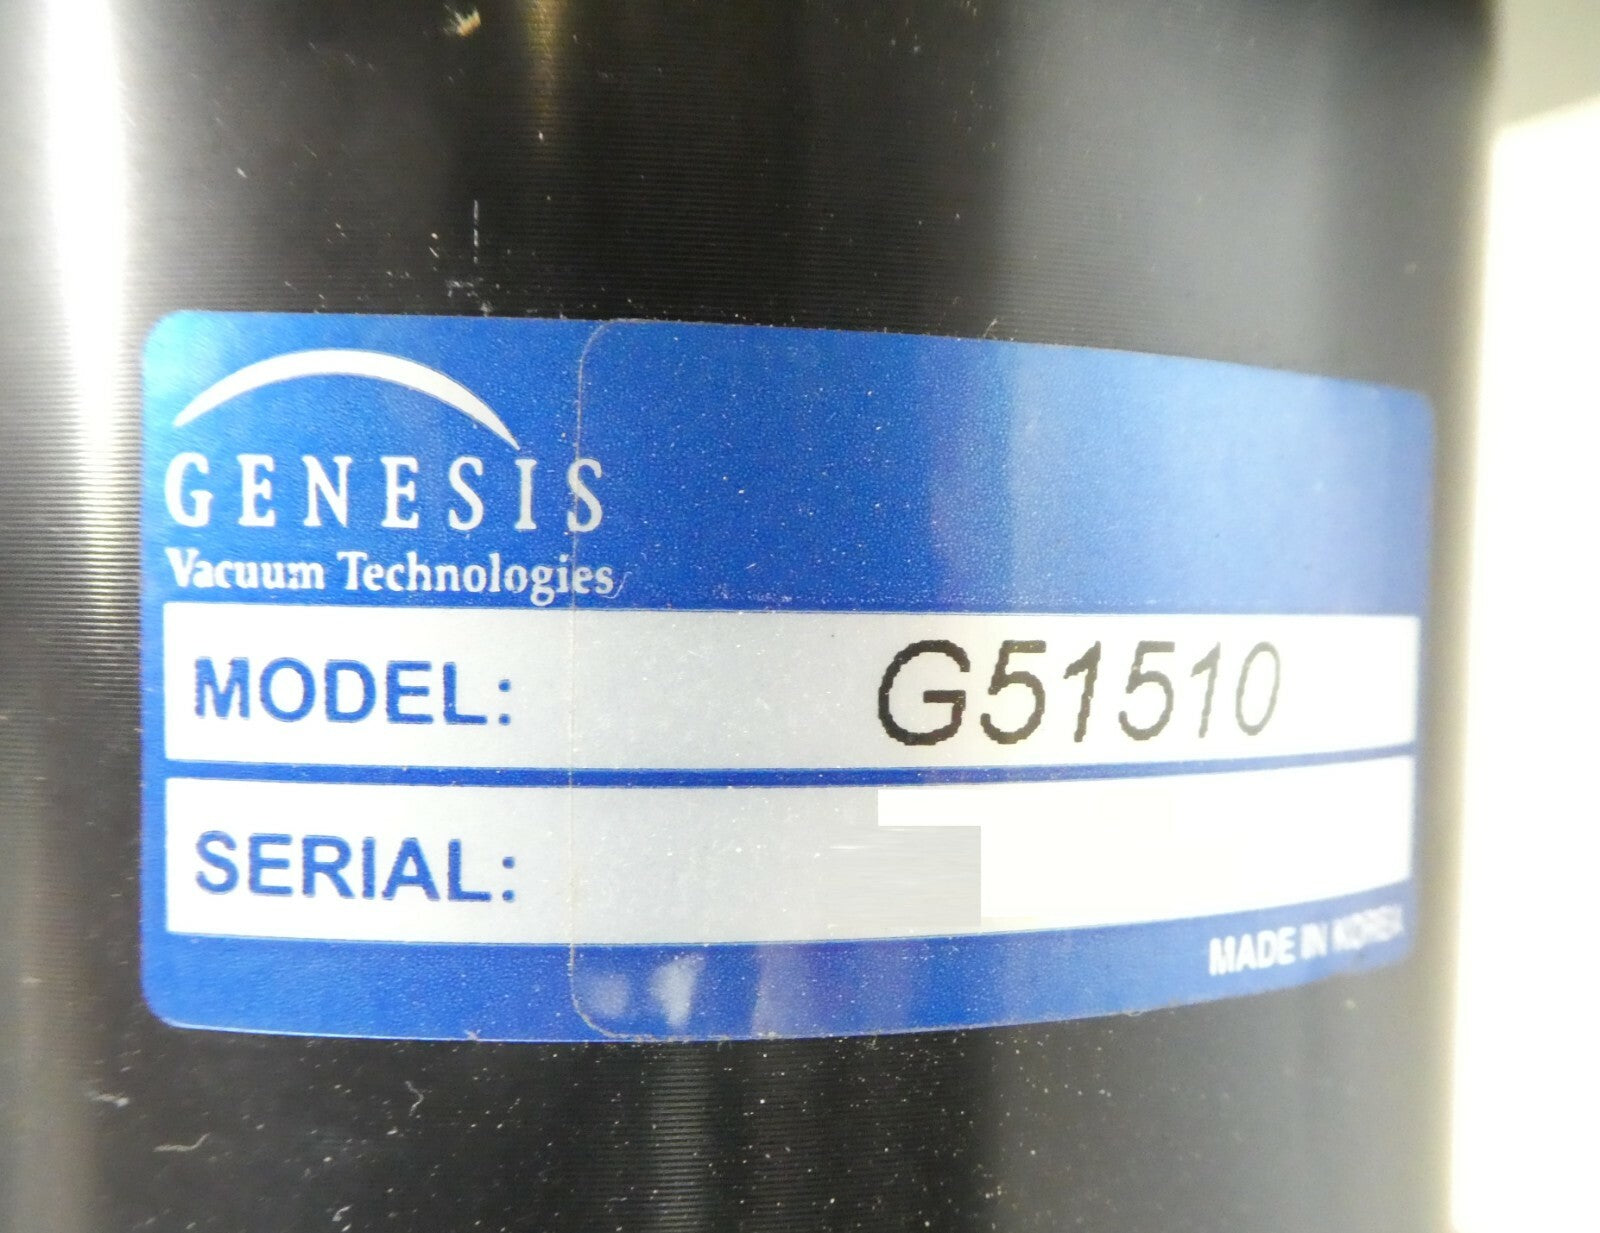 GENESIS
Vacuum Technologies
MODEL: G51510
SERIAL:
MADE IN KOREA